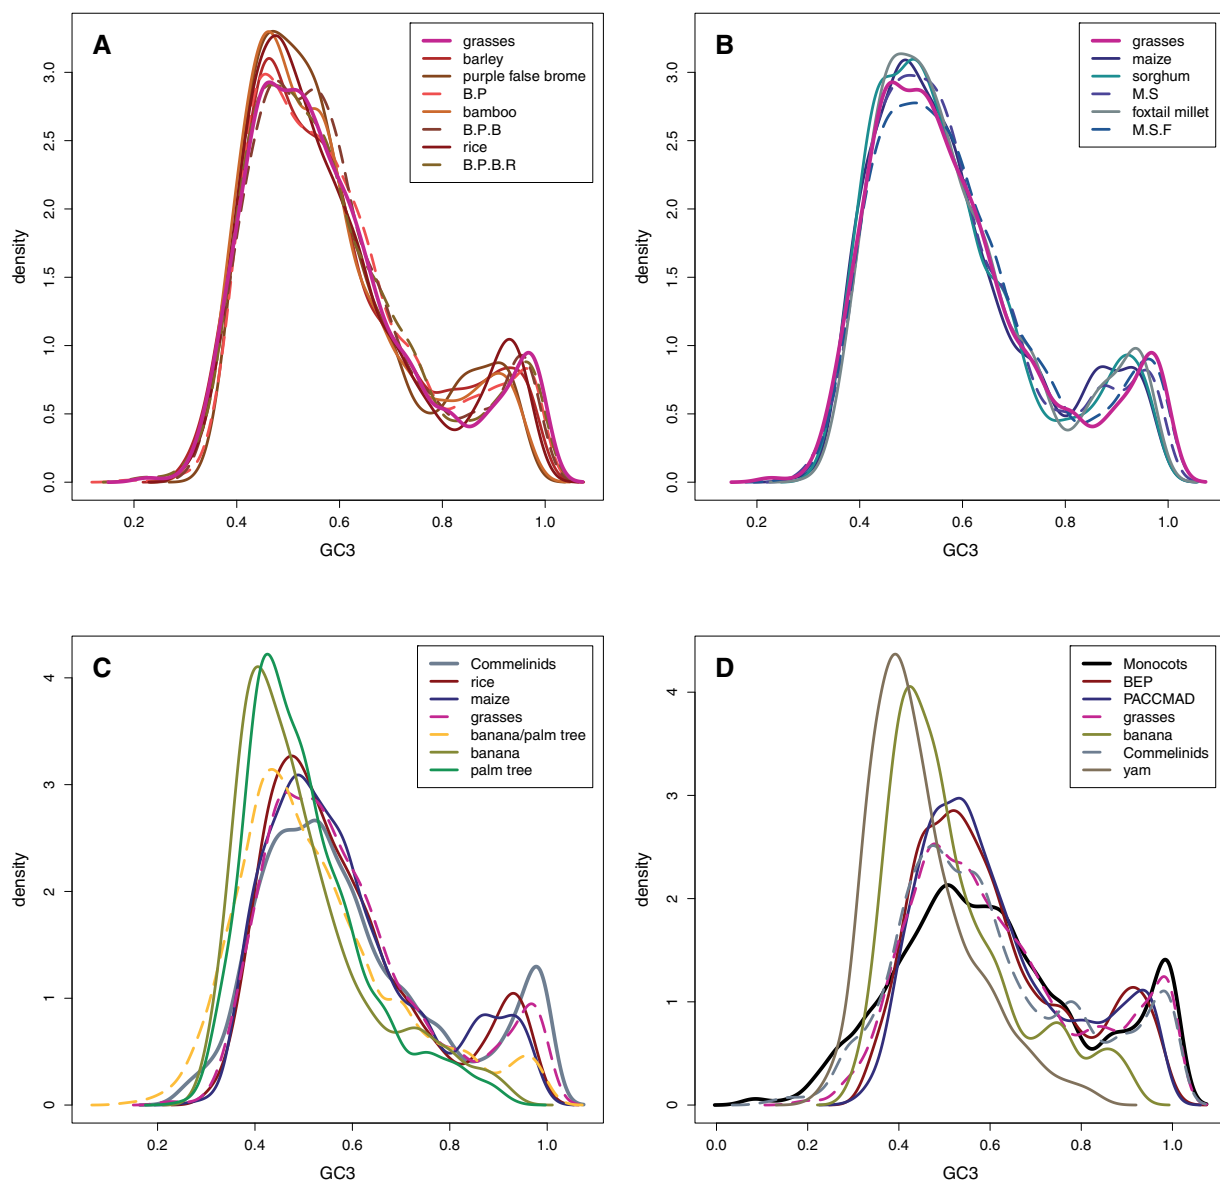 A
grasses
barley
purple false brome
B.P
bamboo
B.P.B
rice
B.P.B.R
density
0.0
0.5
1.0
1.5
2.0
2.5
3.0
0.2
0.4
0.6
0.8
1.0
GC3
B
grasses
maize
sorghum
M.S
foxtail millet
M.S.F
density
0.0
0.5
1.0
1.5
2.0
2.5
3.0
0.2
0.4
0.6
0.8
1.0
GC3
C
Commelinids
rice
maize
grasses
banana/palm tree
banana
palm tree
density
0
1
2
3
4
0.2
0.4
0.6
0.8
1.0
GC3
D
Monocots
BEP
PACCMAD
grasses
banana
Commelinids
yam
density
0
1
2
3
4
0.0
0.2
0.4
0.6
0.8
1.0
GC3